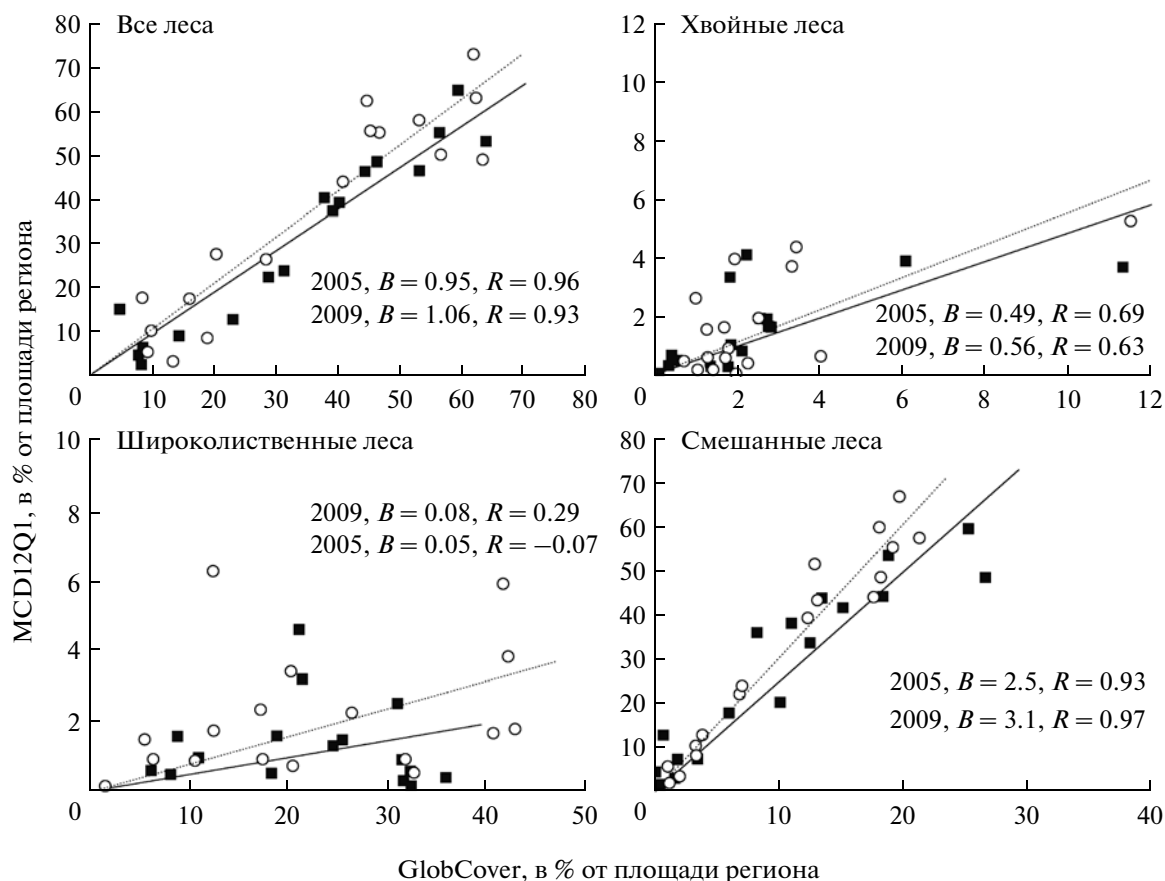 MCD12Q1, в % от площади региона
Все леса
80
70
60
50
40
30
20
10
0
10 20 30 40 50 60 70 80
2005, B = 0.95, R = 0.96
2009, B = 1.06, R = 0.93
Хвойные леса
12
10
8
6
4
2
0
2 4 6 8 10 12
2005, B = 0.49, R = 0.69
2009, B = 0.56, R = 0.63
Широколиственные леса
10
8
6
4
2
0
10 20 30 40 50
2009, B = 0.08, R = 0.29
2005, B = 0.05, R = −0.07
Смешанные леса
80
70
60
50
40
30
20
10
0
10 20 30 40
2005, B = 2.5, R = 0.93
2009, B = 3.1, R = 0.97
GlobCover, в % от площади региона